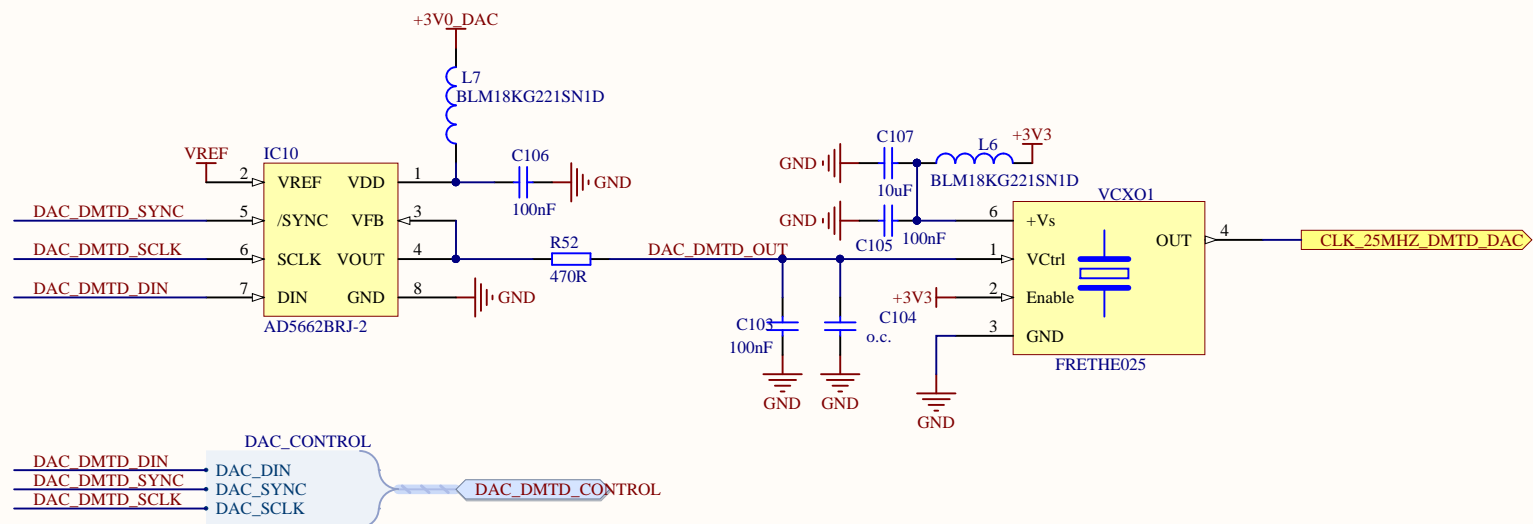 +3V0_DAC
L7
BLM18KG221SN1D
VREF
IC10
C106
GND
100nF
2
VREF
VDD
1
DAC_DMTD_SYNC
5
/SYNC
VFB
3
DAC_DMTD_SCLK
6
SCLK
VOUT
4
R52
470R
DAC_DMTD_OUT
DAC_DMTD_DIN
7
DIN
GND
8
GND
AD5662BRJ-2
C107
L6
+3V3
GND
10uF
BLM18KG221SN1D
VCXO1
GND
C105
100nF
6
+Vs
OUT
4
CLK_25MHZ_DMTD_DAC
1
VCtrl
+3V3
2
Enable
C103
100nF
C104
o.c.
3
GND
FRETHE025
GND
GND
GND
DAC_CONTROL
DAC_DMTD_DIN
DAC_DIN
DAC_DMTD_SYNC
DAC_SYNC
DAC_DMTD_CONTROL
DAC_DMTD_SCLK
DAC_SCLK